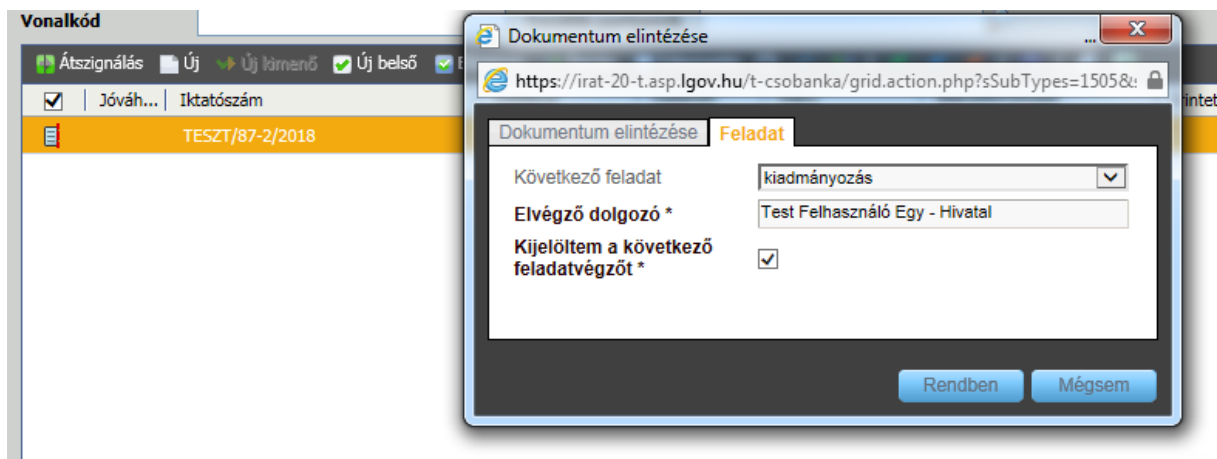 Vonalkód
Átszignálás Új Új kimenő Új belső
Jóváh... Iktatószám
TESZT/87-2/2018
Dokumentum elintézése ...
https://irat-20-t.asp.lgov.hu/t-csobanka/grid.action.php?sSubTypes=1505&
Dokumentum elintézése Feladat
Következő feladat kiadmányozás
Elvégző dolgozó * Test Felhasználó Egy - Hivatal
Kijelöltem a következő
feladatvégzőt *
Rendben Mégsem